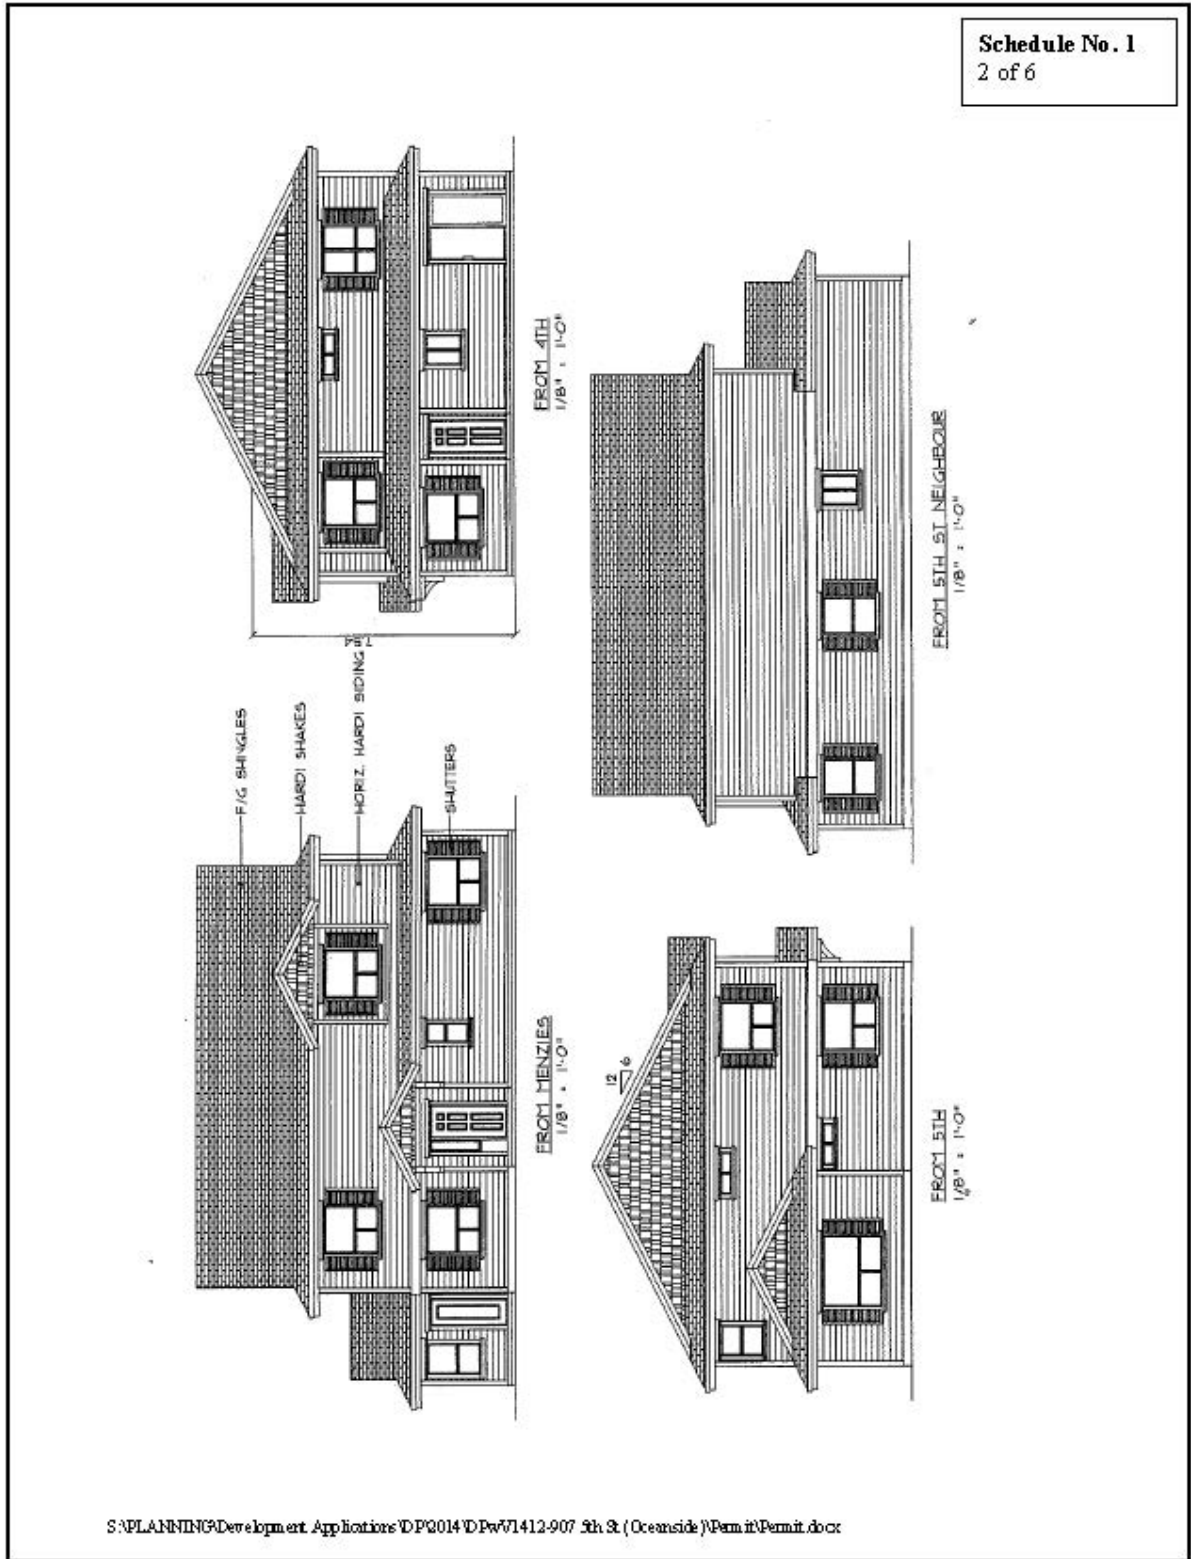 Schedule No. 1
2 of 6
F/G SHINGLES
HARDI SHAKES
HORIZ. HARDI SIDING
SHUTTERS
FROM MENZIES
1/8" = 1'-0"
7.84
FROM 4TH
1/8" = 1'-0"
12
6
FROM 5TH
1/8" = 1'-0"
FROM 5TH ST NEIGHBOUR
1/8" = 1'-0"
S:\PLANNING\Development Applications\DP\2014\DPwV1412-907 5th St (Oceanside)\Permit\Permit.docx